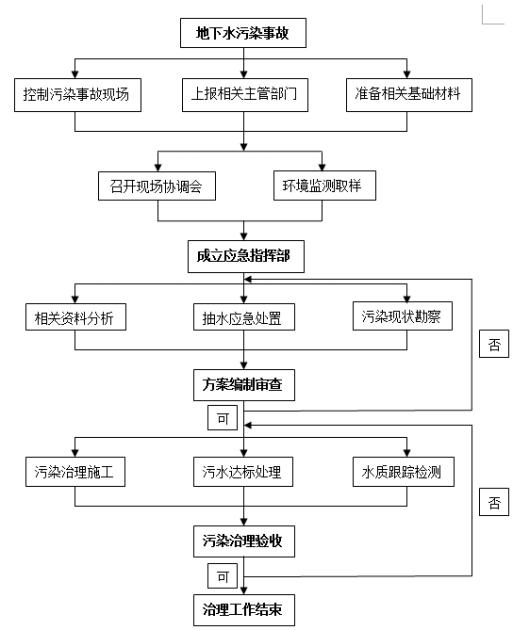 地下水污染事故
控制污染事故现场
上报相关主管部门
准备相关基础材料
召开现场协调会
环境监测取样
成立应急指挥部
相关资料分析
抽水应急处置
污染现状勘察
否
方案编制审查
可
污染治理施工
污水达标处理
水质跟踪检测
否
污染治理验收
可
治理工作结束